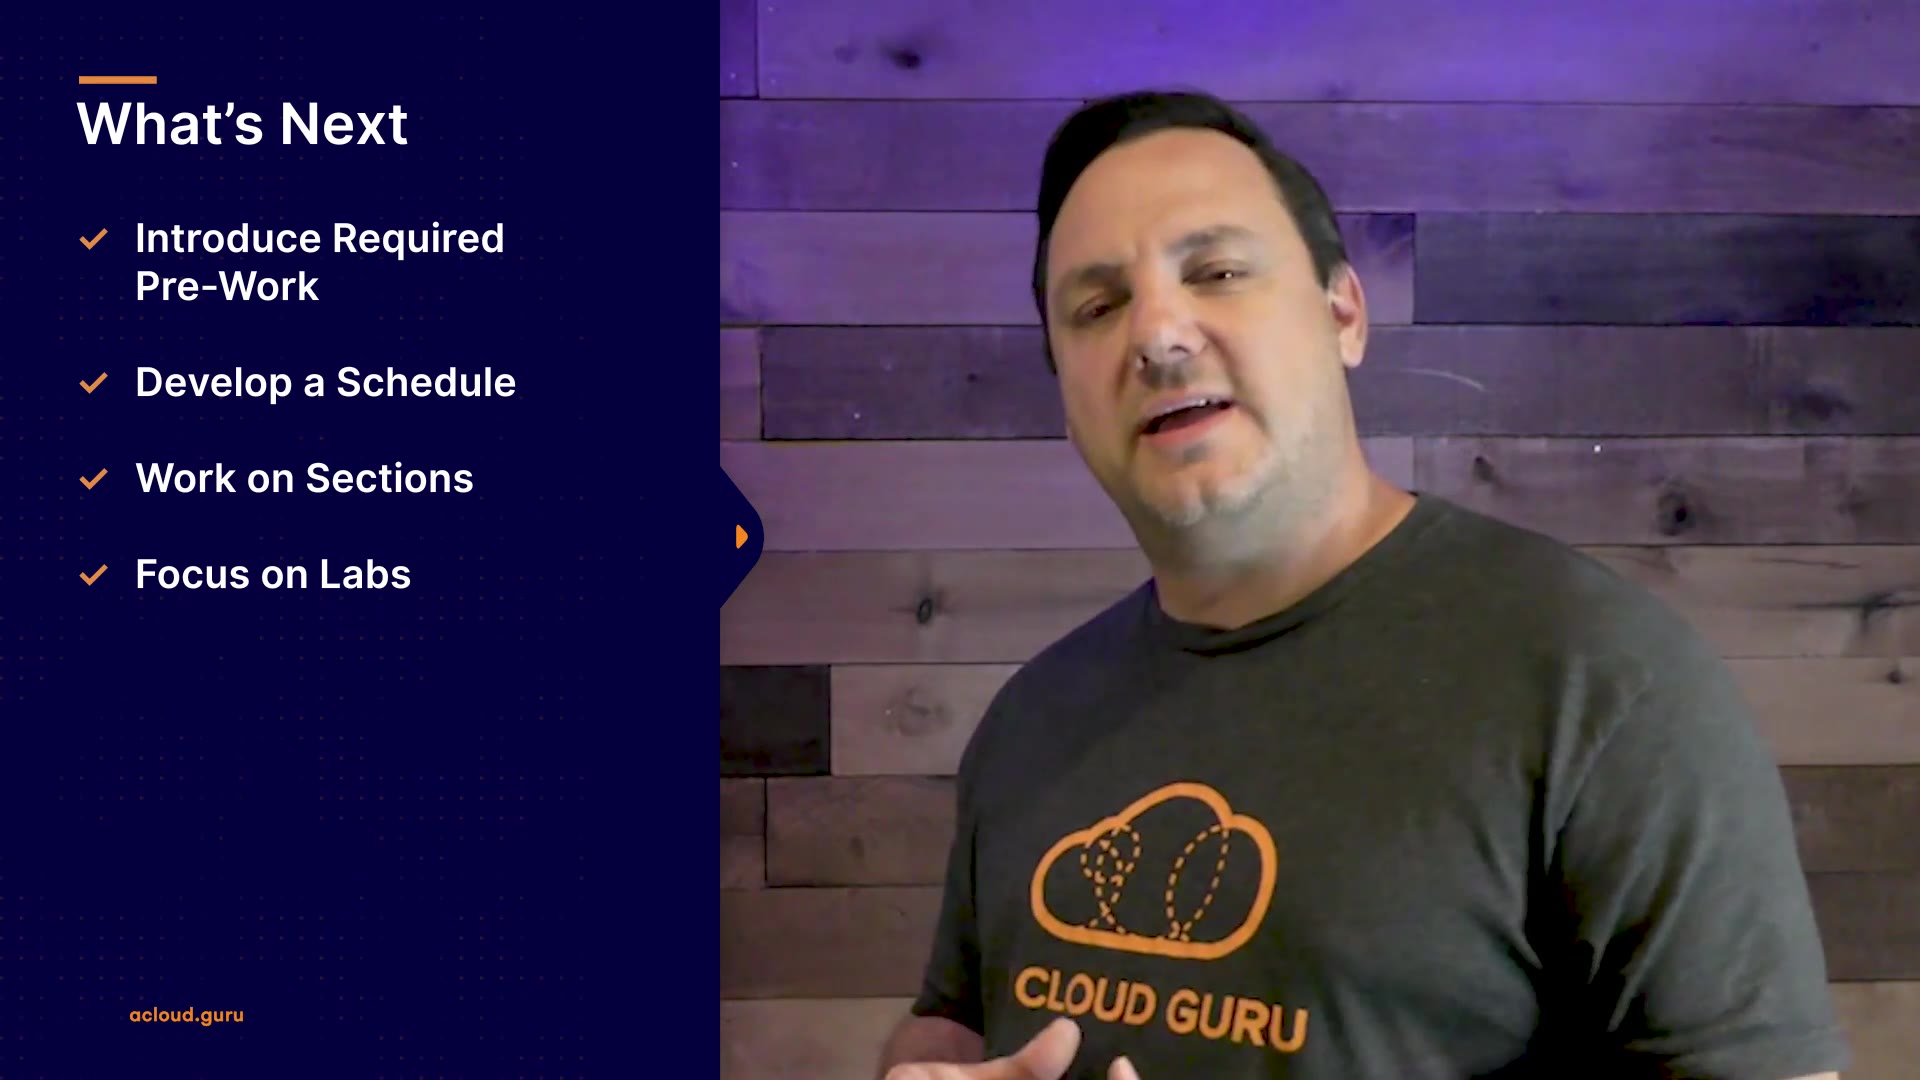 What’s Next
Introduce Required
Pre-Work
Develop a Schedule
Work on Sections
Focus on Labs
acloud.guru
CLOUD GURU